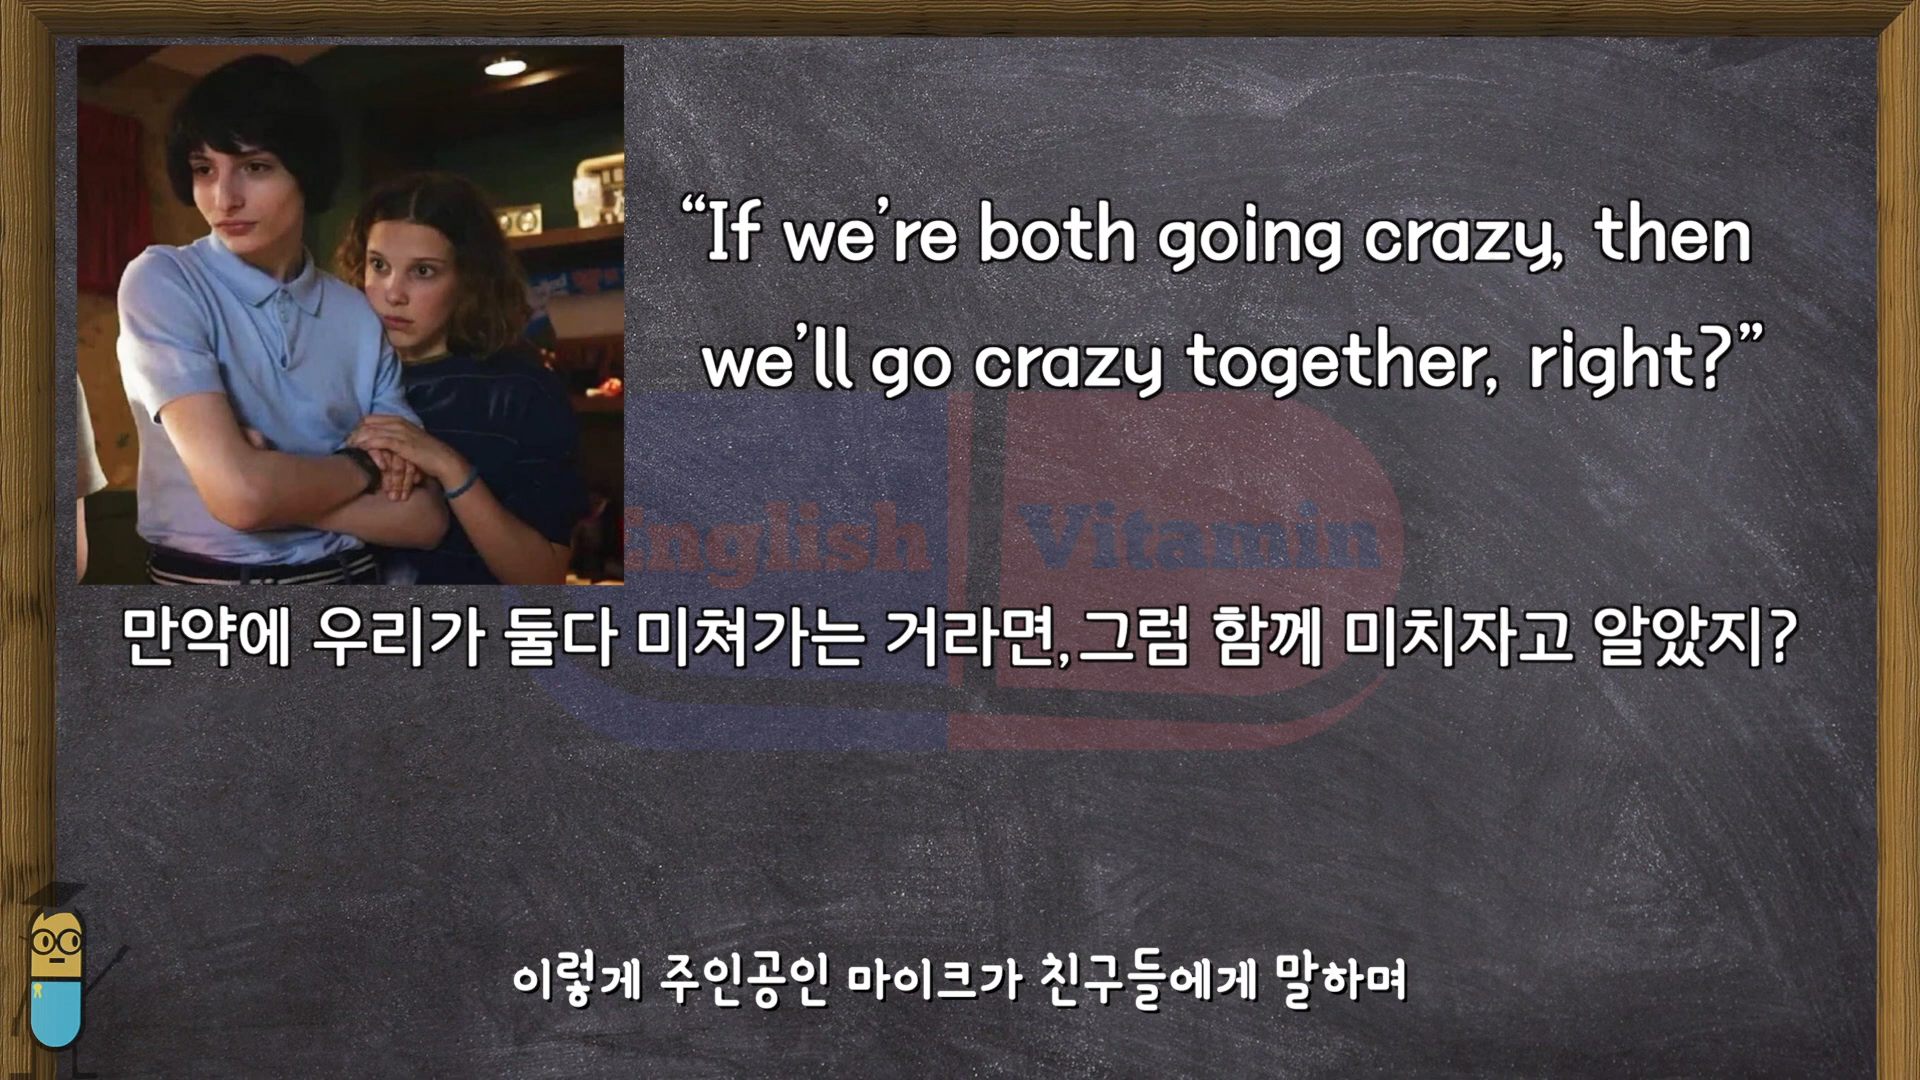 “If we’re both going crazy, then
we’ll go crazy together, right?”
English Vitamin
만약에 우리가 둘다 미쳐가는 거라면,그럼 함께 미치자고 알았지?
이렇게 주인공인 마이크가 친구들에게 말하며